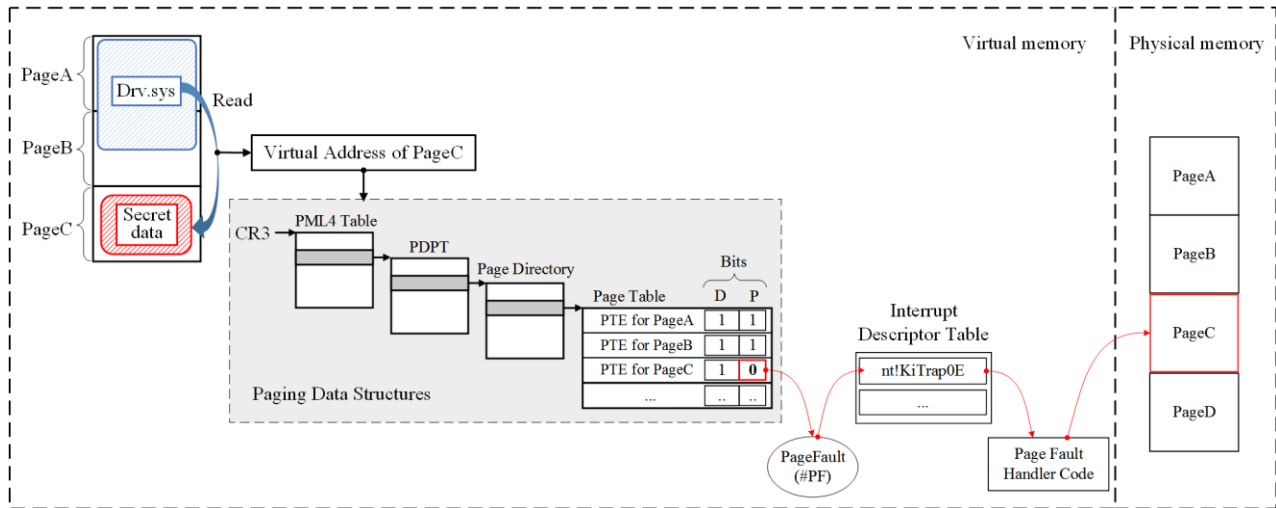 Virtual memory
Physical memory
PageA
Drv.sys
Read
PageB
Virtual Address of PageC
PageC
Secret
data
CR3
PML4 Table
PDPT
Page Directory
Page Table
Bits
D P
PTE for PageA 1 1
PTE for PageB 1 1
PTE for PageC 1 0
... .. ..
Paging Data Structures
PageFault
(#PF)
Interrupt
Descriptor Table
nt!KiTrap0E
...
Page Fault
Handler Code
PageA
PageB
PageC
PageD